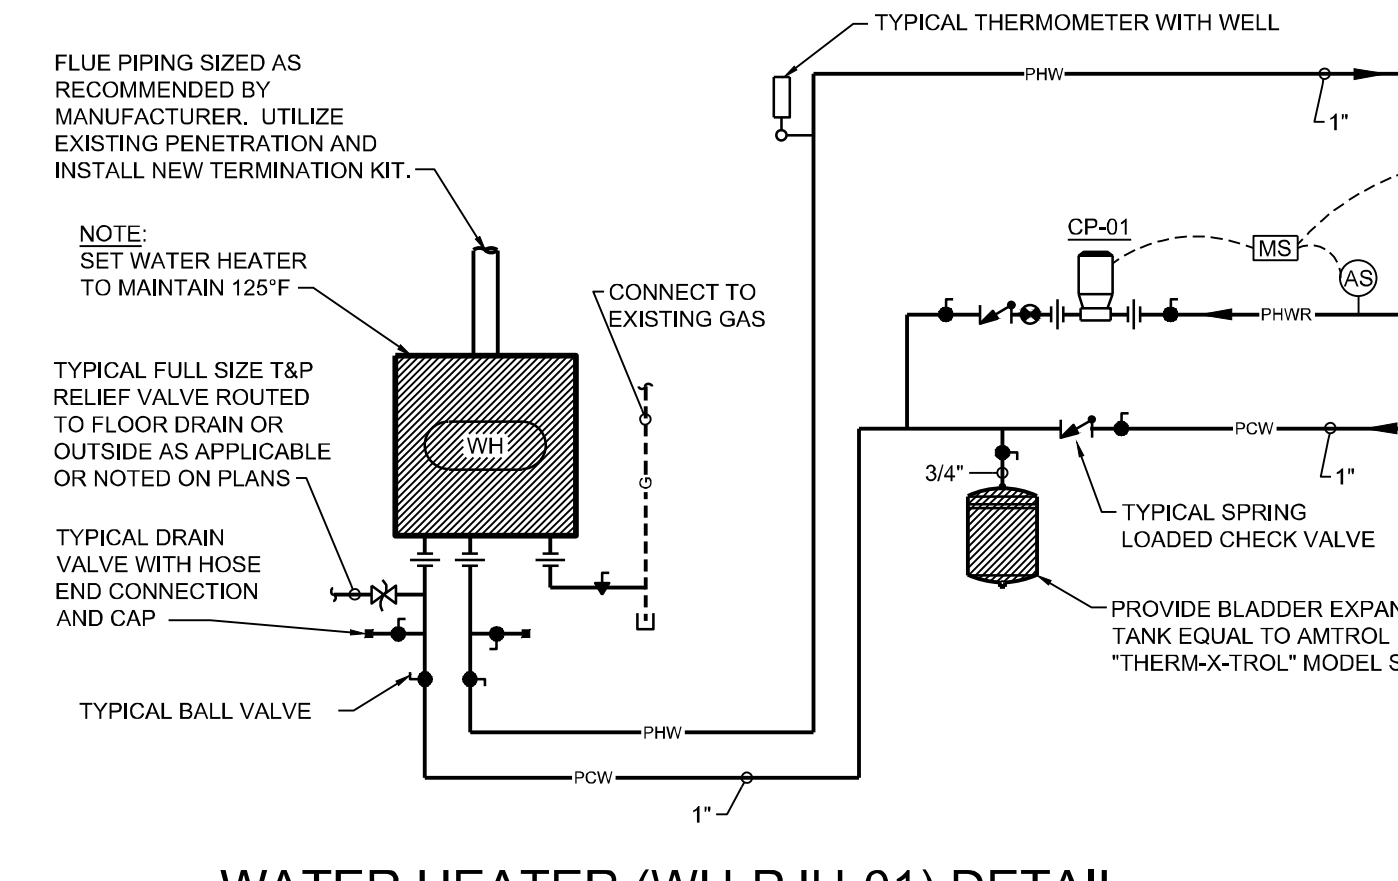 TYPICAL THERMOMETER WITH WELL
FLUE PIPING SIZED AS
RECOMMENDED BY
MANUFACTURER. UTILIZE
EXISTING PENETRATION AND
INSTALL NEW TERMINATION KIT.
PHW
1"
NOTE:
SET WATER HEATER
TO MAINTAIN 125°F
CP-01
MS
AS
CONNECT TO
EXISTING GAS
PHWR
TYPICAL FULL SIZE T&P
RELIEF VALVE ROUTED
TO FLOOR DRAIN OR
OUTSIDE AS APPLICABLE
OR NOTED ON PLANS
WH
G
PCW
3/4"
1"
TYPICAL SPRING
LOADED CHECK VALVE
TYPICAL DRAIN
VALVE WITH HOSE
END CONNECTION
AND CAP
PROVIDE BLADDER EXPAN
TANK EQUAL TO AMTROL
"THERM-X-TROL" MODEL S
TYPICAL BALL VALVE
PHW
PCW
1"
WATER HEATER DETAIL